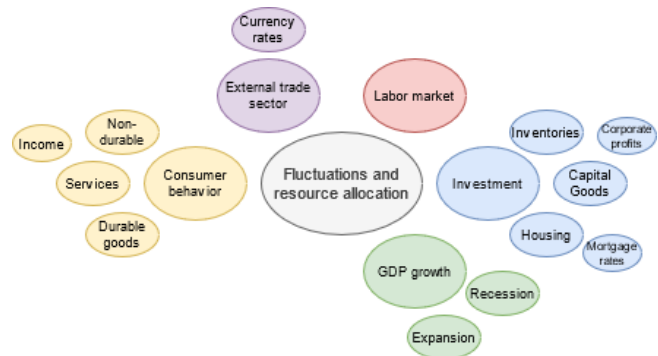 Currency
rates
External trade
sector
Labor market
Non-
durable
Income
Services
Consumer
behavior
Durable
goods
Fluctuations and
resource allocation
Inventories
Corporate
profits
Investment
Capital
Goods
Housing
Mortgage
rates
GDP growth
Recession
Expansion